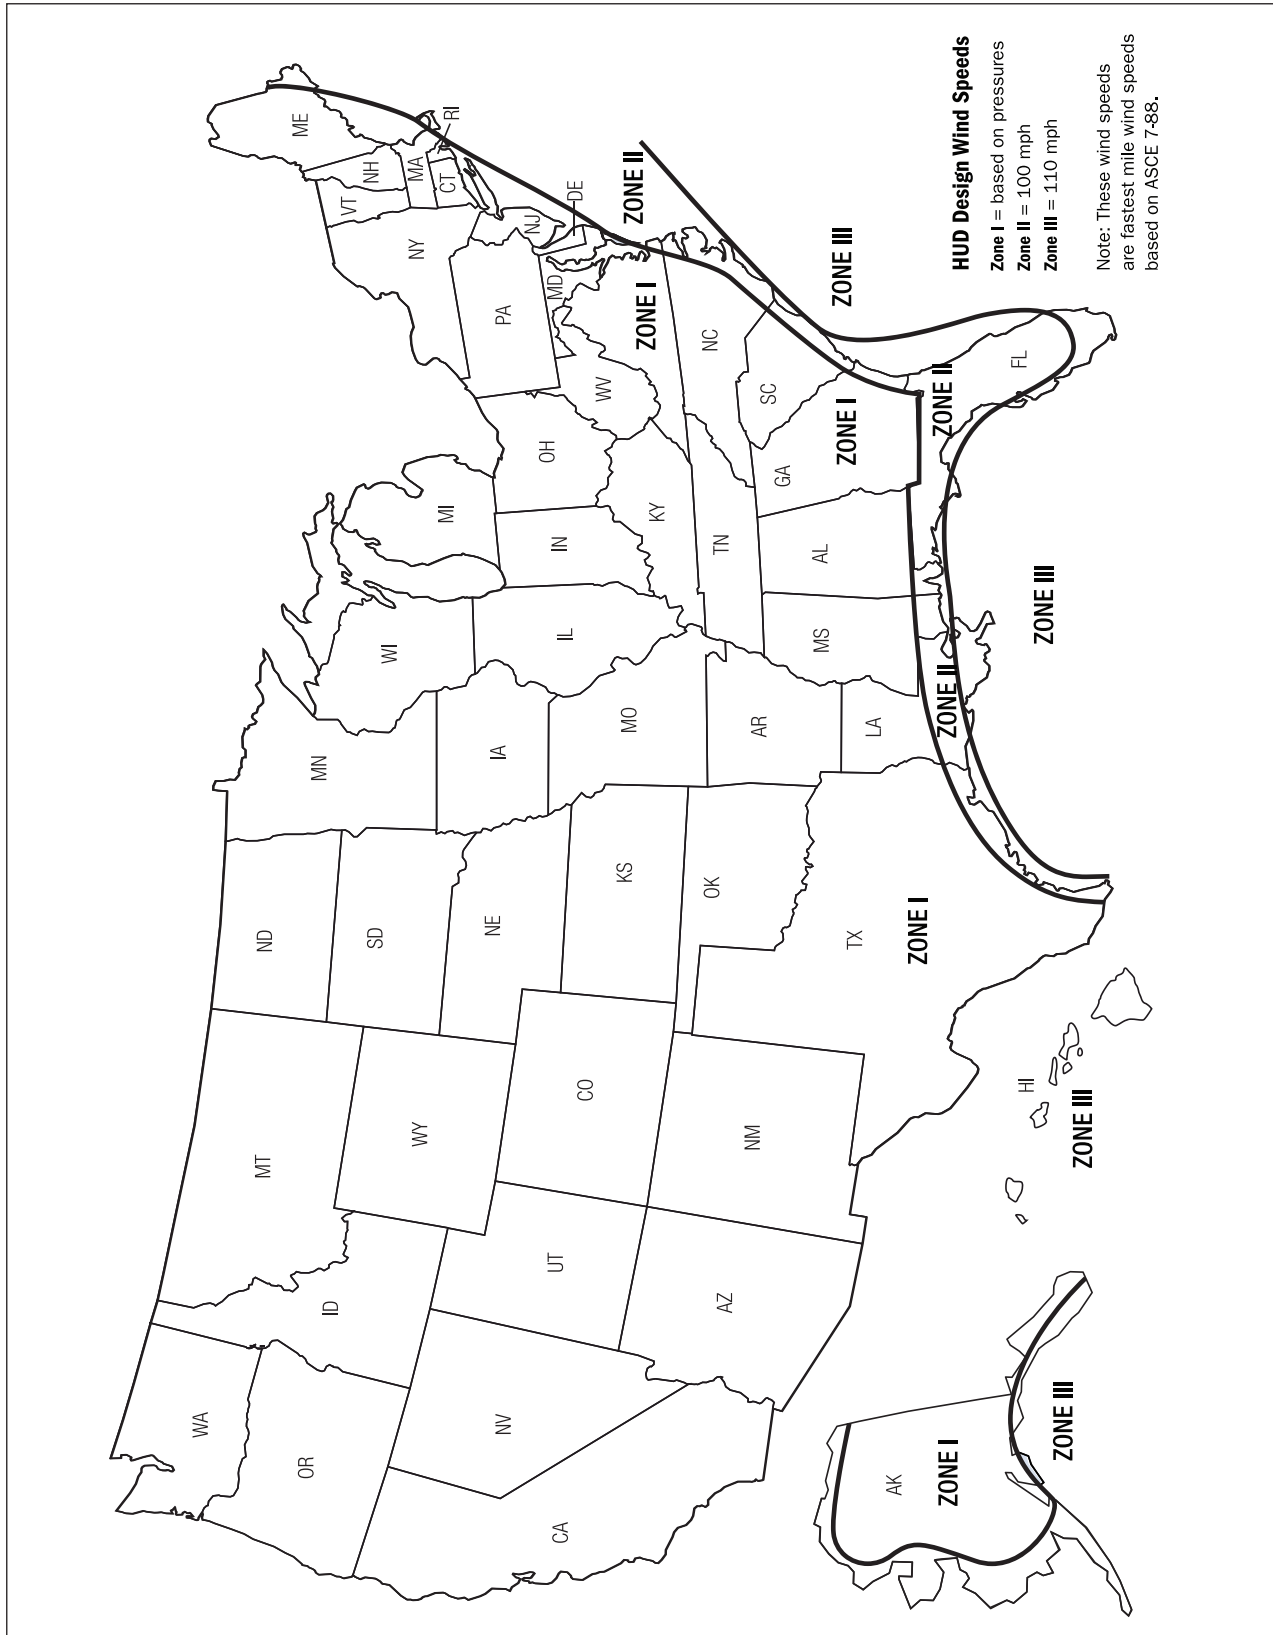 WA
MT
ND
MN
ME
OR
ID
SD
WI
VT
NH
NY
MA
WY
MI
CT
RI
NV
NE
IA
OH
PA
NJ
CA
UT
CO
IN
IL
MD
DE
WV
KS
MO
KY
ZONE I
ZONE II
AZ
NM
OK
AR
TN
NC
SC
GA
AL
MS
LA
TX
ZONE I
ZONE I
ZONE III
AK
ZONE I
ZONE II
ZONE II
FL
HI
ZONE III
ZONE III
ZONE III
HUD Design Wind Speeds
Zone I = based on pressures
Zone II = 100 mph
Zone III = 110 mph
Note: These wind speeds
are fastest mile wind speeds
based on ASCE 7-88.